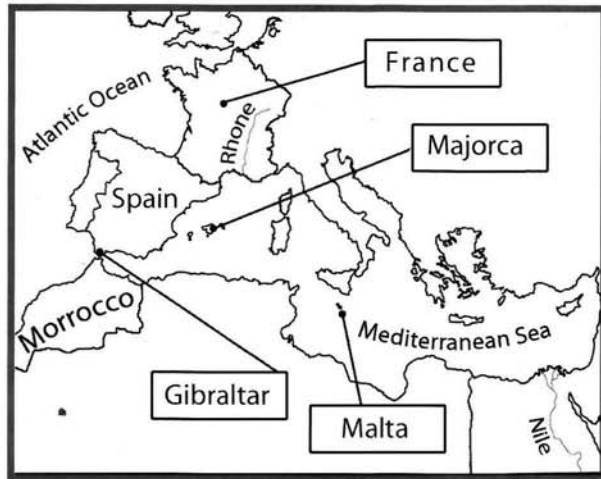 France
Atlantic Ocean
Rhone
Majorca
Spain
Morrocco
Mediterranean Sea
Gibraltar
Malta
Nile